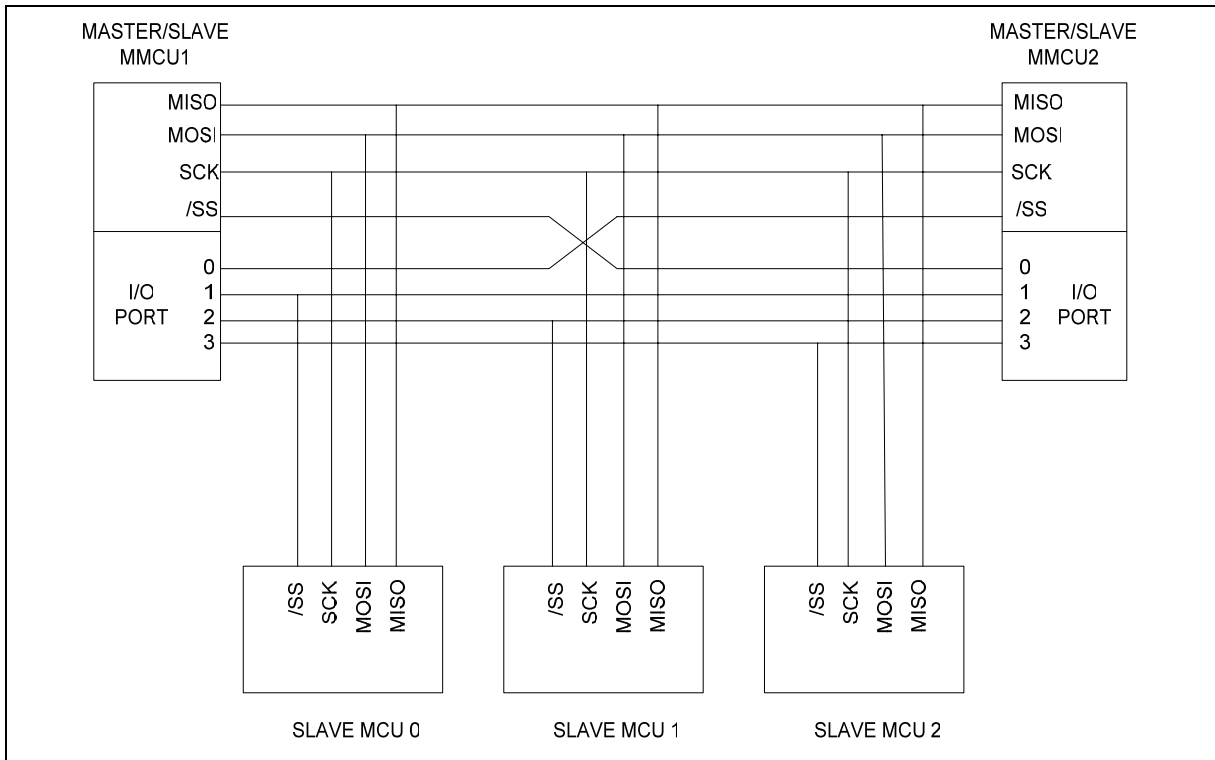 MASTER/SLAVE
MMCU1
MISO
MOSI
SCK
/SS
I/O
PORT
0
1
2
3
MASTER/SLAVE
MMCU2
MISO
MOSI
SCK
/SS
0
1
2
3
I/O
PORT
/SS
SCK
MOSI
MISO
SLAVE MCU 0
/SS
SCK
MOSI
MISO
SLAVE MCU 1
/SS
SCK
MOSI
MISO
SLAVE MCU 2